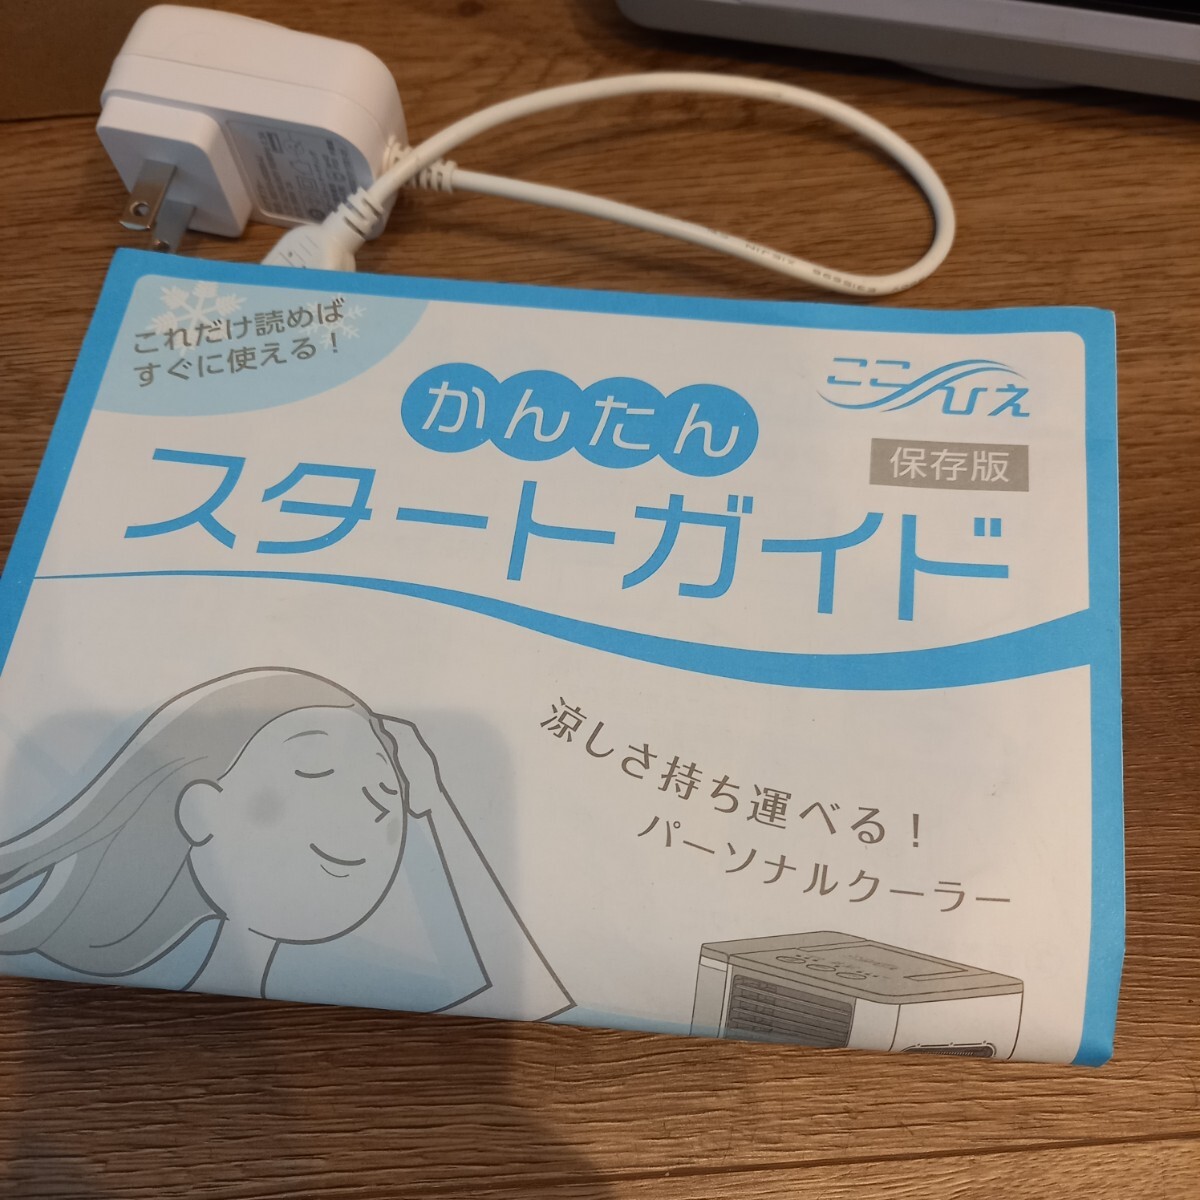 これだけ読めば
すぐに使える！
ここひえ
かんたん
保存版
スタートガイド
涼しさ持ち運べる！
パーソナルクーラー